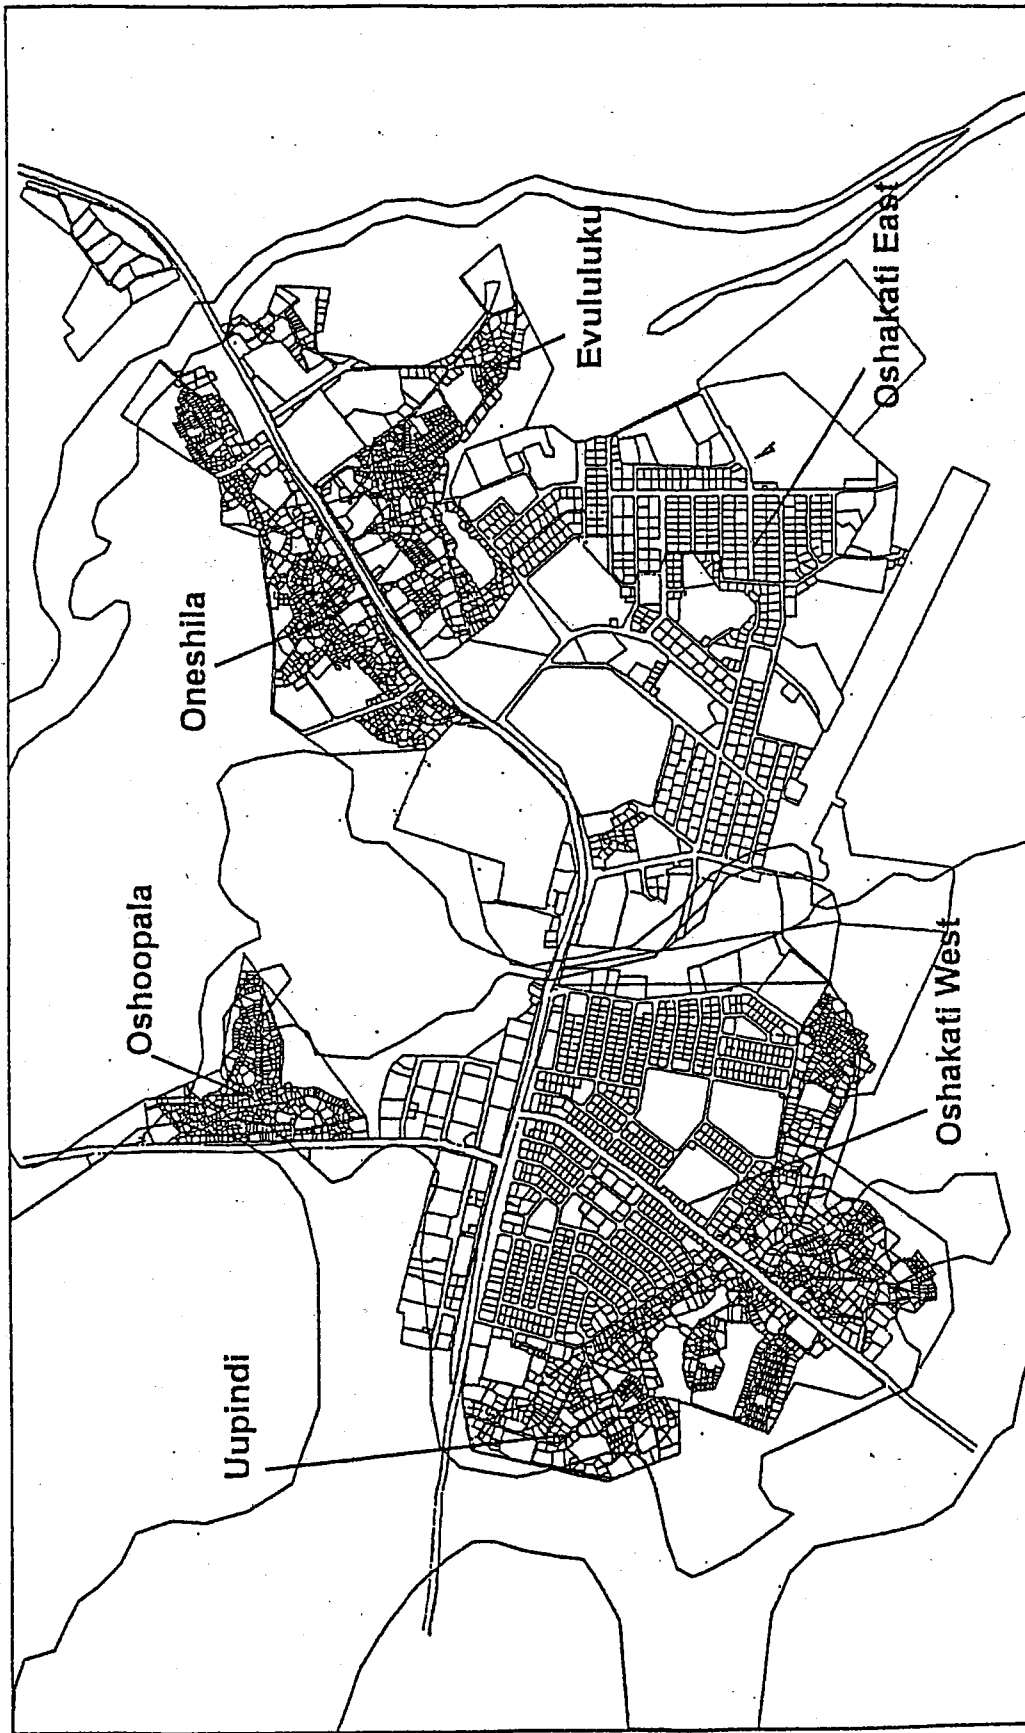 Uupindi
Oshoopala
Oneshila
Evululuku
Oshakati West
Oshakati East